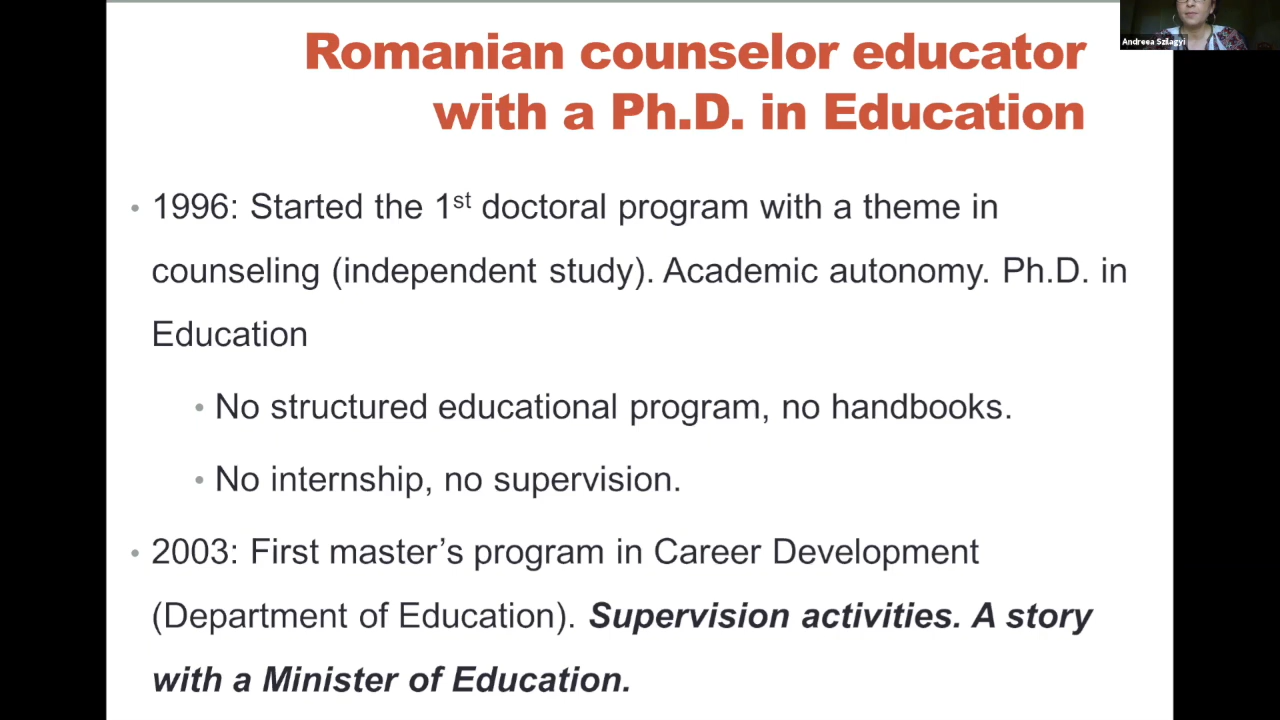 Romanian counselor educator
with a Ph.D. in Education
Andreea Szilagyi
• 1996: Started the 1st doctoral program with a theme in
counseling (independent study). Academic autonomy. Ph.D. in
Education
• No structured educational program, no handbooks.
• No internship, no supervision.
• 2003: First master’s program in Career Development
(Department of Education). Supervision activities. A story
with a Minister of Education.